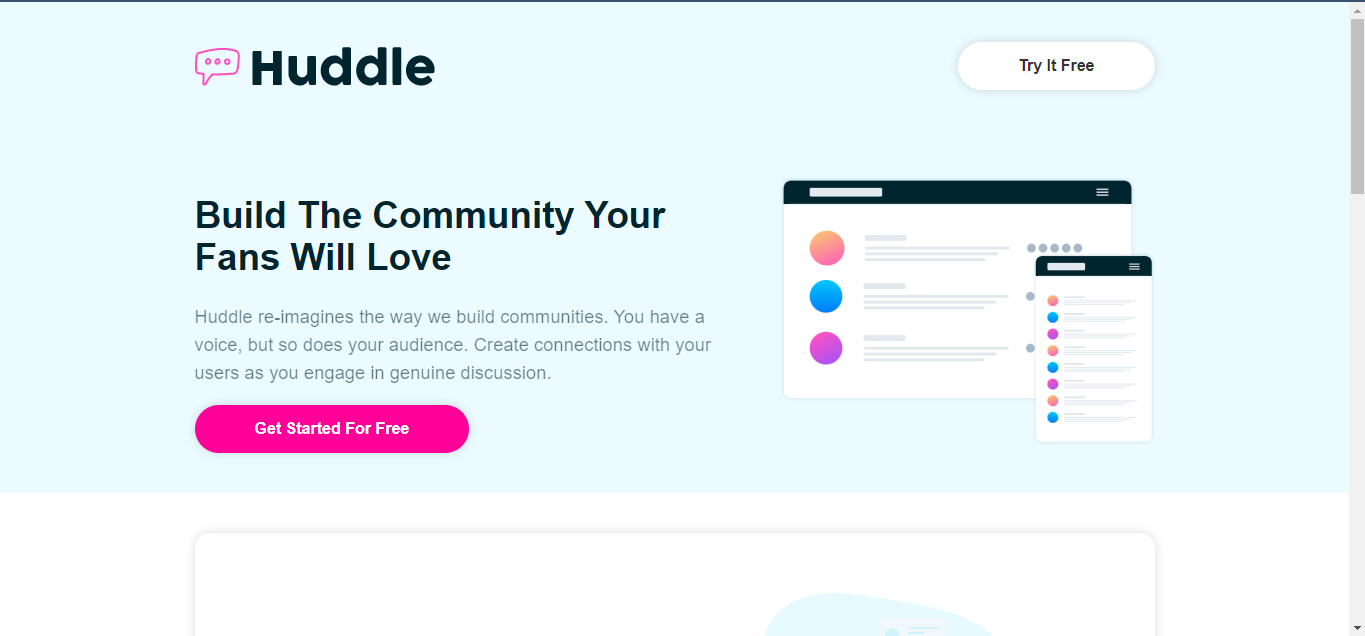 Huddle
Try It Free
Build The Community Your
Fans Will Love
Huddle re-imagines the way we build communities. You have a
voice, but so does your audience. Create connections with your
users as you engage in genuine discussion.
Get Started For Free